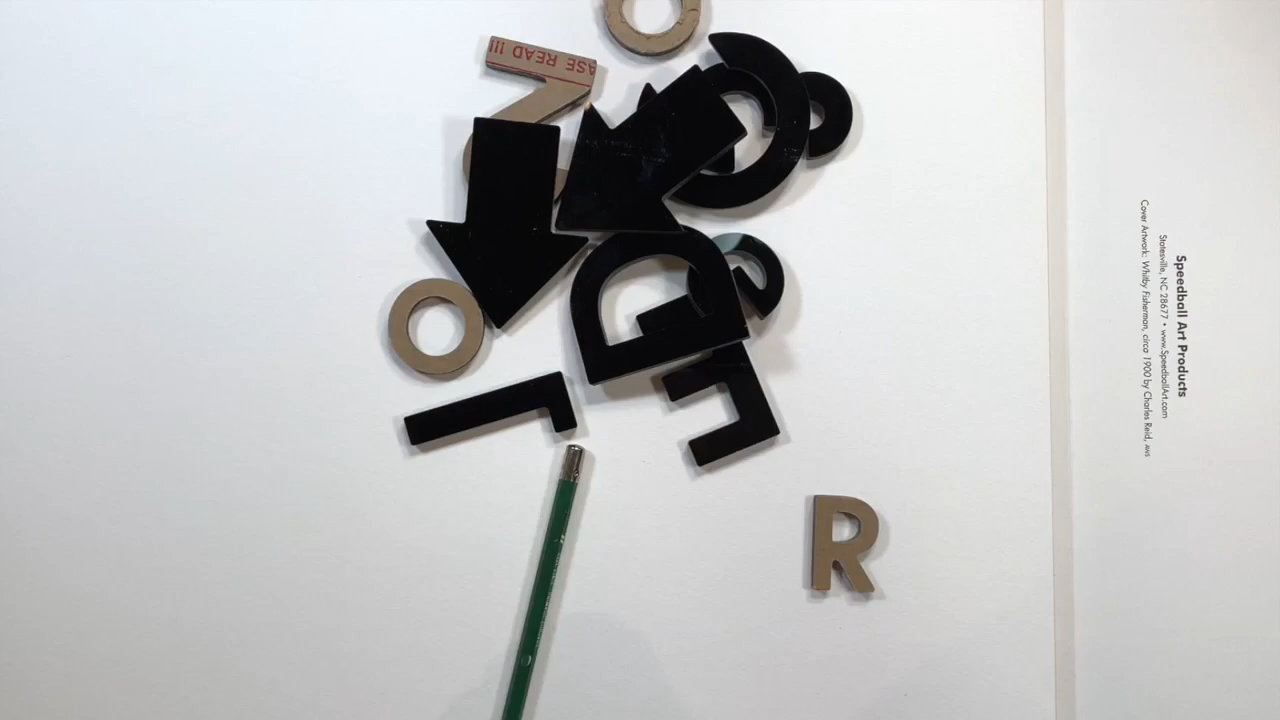 ASE READ !!!
O
D
L
E
R
Speedball Art Products
Statesville, NC 28677 • www.SpeedballArt.com
Cover Artwork: Whitby Fisherman, circa 1900 by Charles Reid, AWS